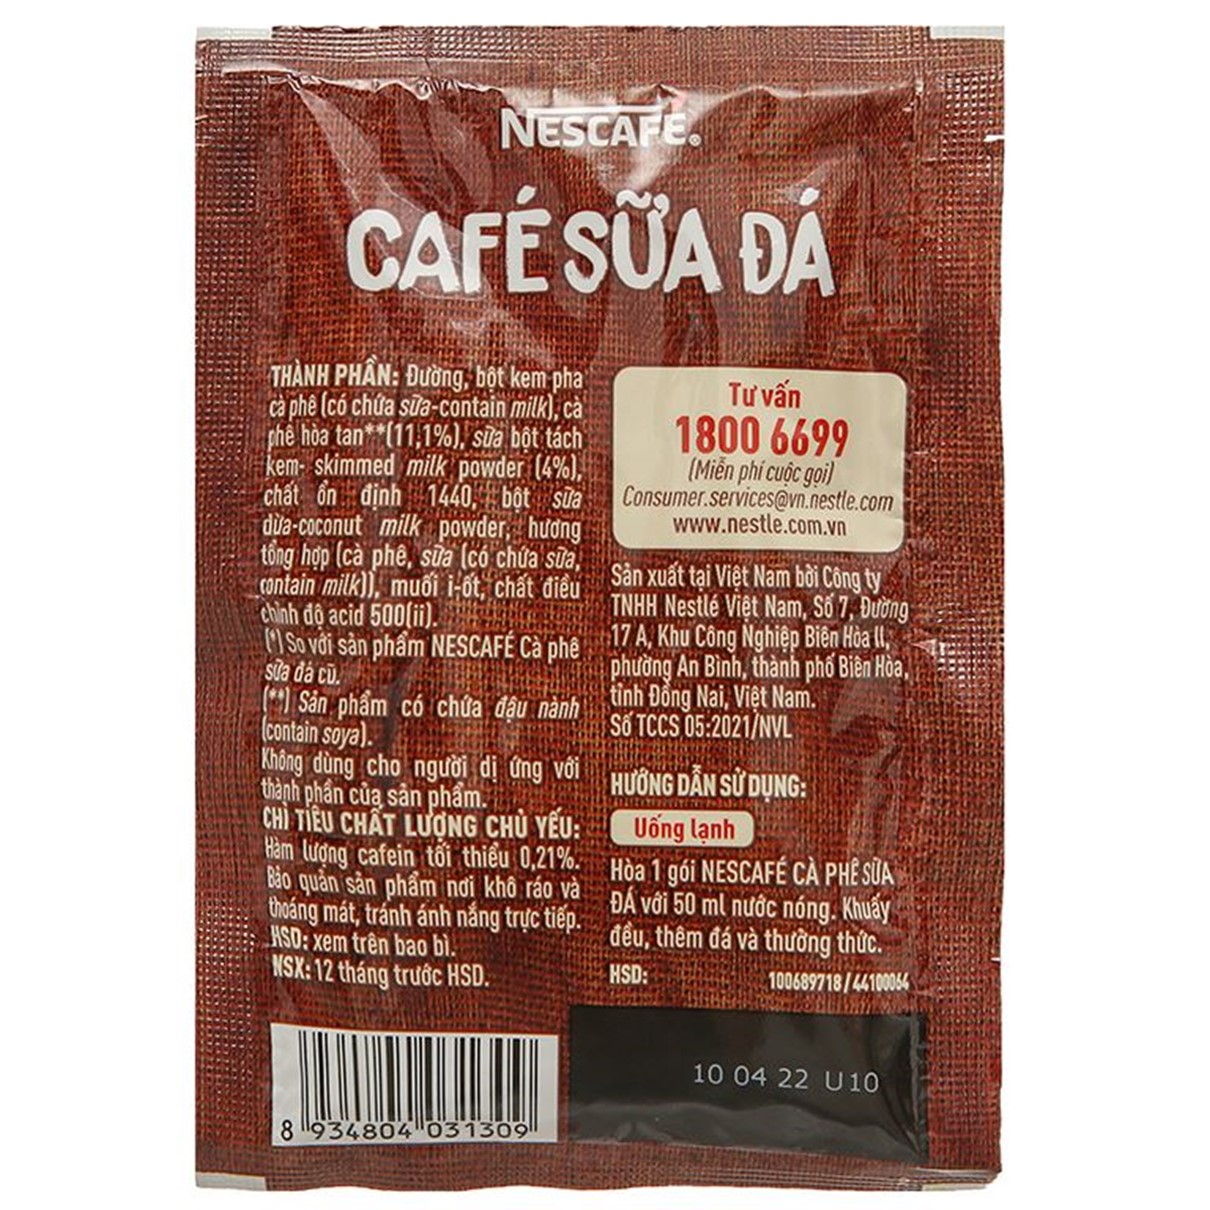 NESCAFÉ®
CAFÉ SỮA ĐÁ
THÀNH PHẦN: Đường, bột kem pha
cà phê (có chứa sữa-contain milk), cà
phê hòa tan**(11,1%), sữa bột tách
kem- skimmed milk powder (4%),
chất ổn định 1440, bột sữa
dừa-coconut milk powder, hương
tổng hợp (cà phê, sữa (có chứa sữa,
contain milk)), muối i-ốt, chất điều
chỉnh độ acid 500(ii).
(*) So với sản phẩm NESCAFÉ Cà phê
sữa đá cũ.
(**) Sản phẩm có chứa đậu nành
(contain soya).
Không dùng cho người dị ứng với
thành phần của sản phẩm.
CHỈ TIÊU CHẤT LƯỢNG CHỦ YẾU:
Hàm lượng cafein tối thiểu 0,21%.
Bảo quản sản phẩm nơi khô ráo và
thoáng mát, tránh ánh nắng trực tiếp.
HSD: xem trên bao bì.
NSX: 12 tháng trước HSD.
8 934804 031309
Tư vấn
1800 6699
(Miễn phí cuộc gọi)
Consumer.services@vn.nestle.com
www.nestle.com.vn
Sản xuất tại Việt Nam bởi Công ty
TNHH Nestlé Việt Nam, Số 7, Đường
17 A, Khu Công Nghiệp Biên Hòa II,
phường An Bình, thành phố Biên Hòa,
tỉnh Đồng Nai, Việt Nam.
Số TCCS 05:2021/NVL
HƯỚNG DẪN SỬ DỤNG:
Uống lạnh
Hòa 1 gói NESCAFÉ CÀ PHÊ SỮA
ĐÁ với 50 ml nước nóng. Khuấy
đều, thêm đá và thưởng thức.
HSD: 100689718/44100064
10 04 22 U10